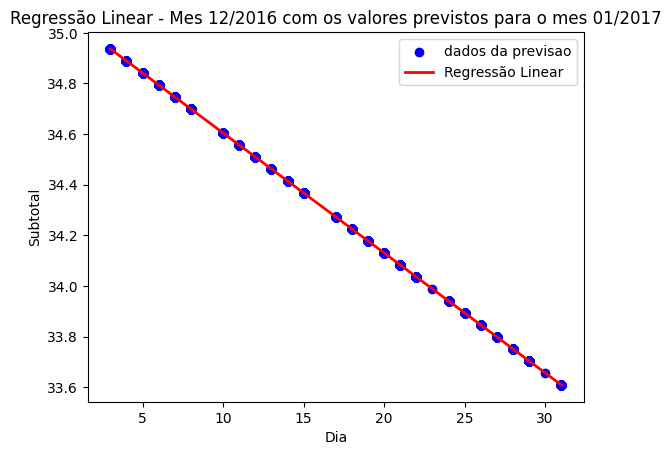 Regressão Linear - Mes 12/2016 com os valores previstos para o mes 01/2017
35.0
34.8
34.6
34.4
34.2
34.0
33.8
33.6
Subtotal
dados da previsao
Regressão Linear
5
10
15
20
25
30
Dia